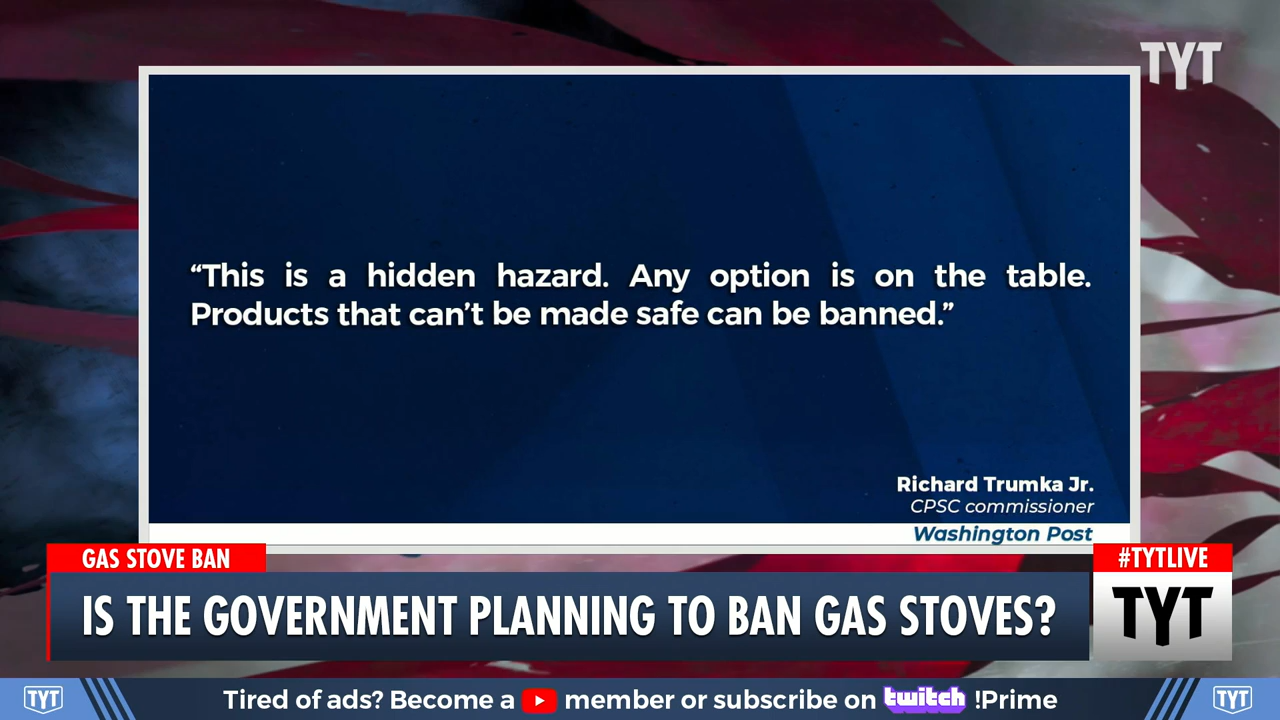 TYT
“This is a hidden hazard. Any option is on the table.
Products that can’t be made safe can be banned.”
Richard Trumka Jr.
CPSC commissioner
Washington Post
GAS STOVE BAN
#TYTLIVE
IS THE GOVERNMENT PLANNING TO BAN GAS STOVES?
TYT
TYT
Tired of ads? Become a member or subscribe on twitch !Prime
TYT